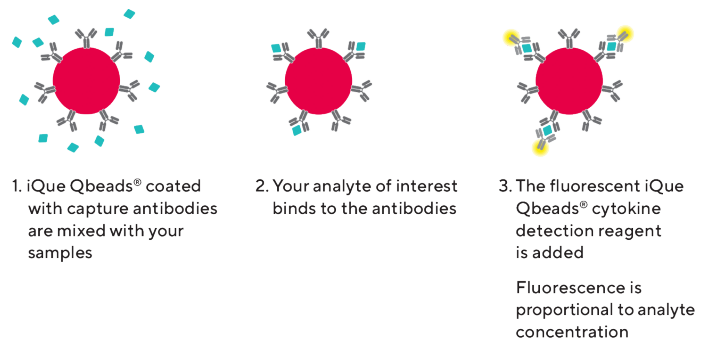 1. iQue Qbeads® coated
with capture antibodies
are mixed with your
samples
2. Your analyte of interest
binds to the antibodies
3. The fluorescent iQue
Qbeads® cytokine
detection reagent
is added
Fluorescence is
proportional to analyte
concentration